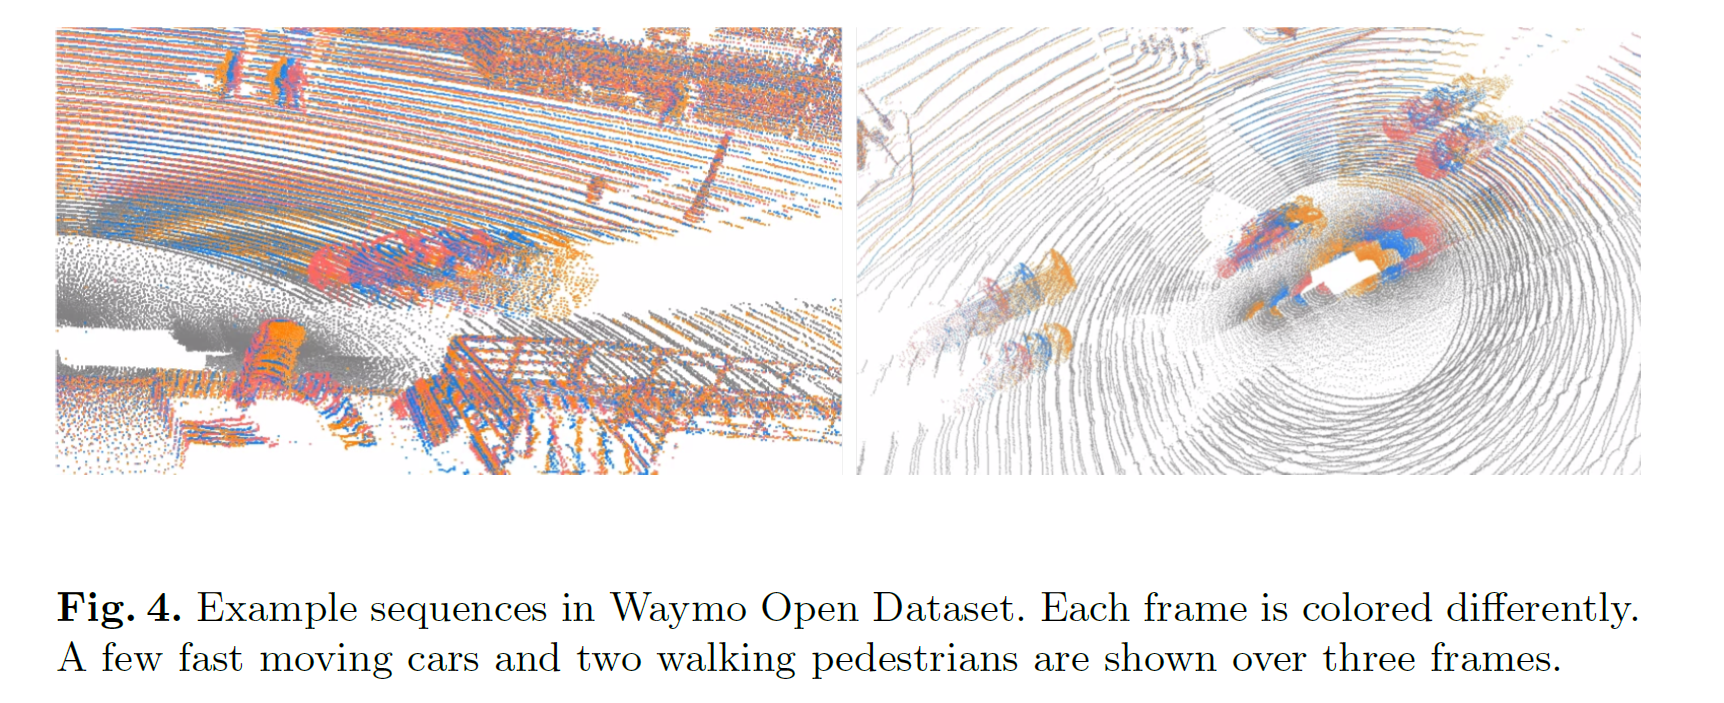 Fig. 4. Example sequences in Waymo Open Dataset. Each frame is colored differently.
A few fast moving cars and two walking pedestrians are shown over three frames.